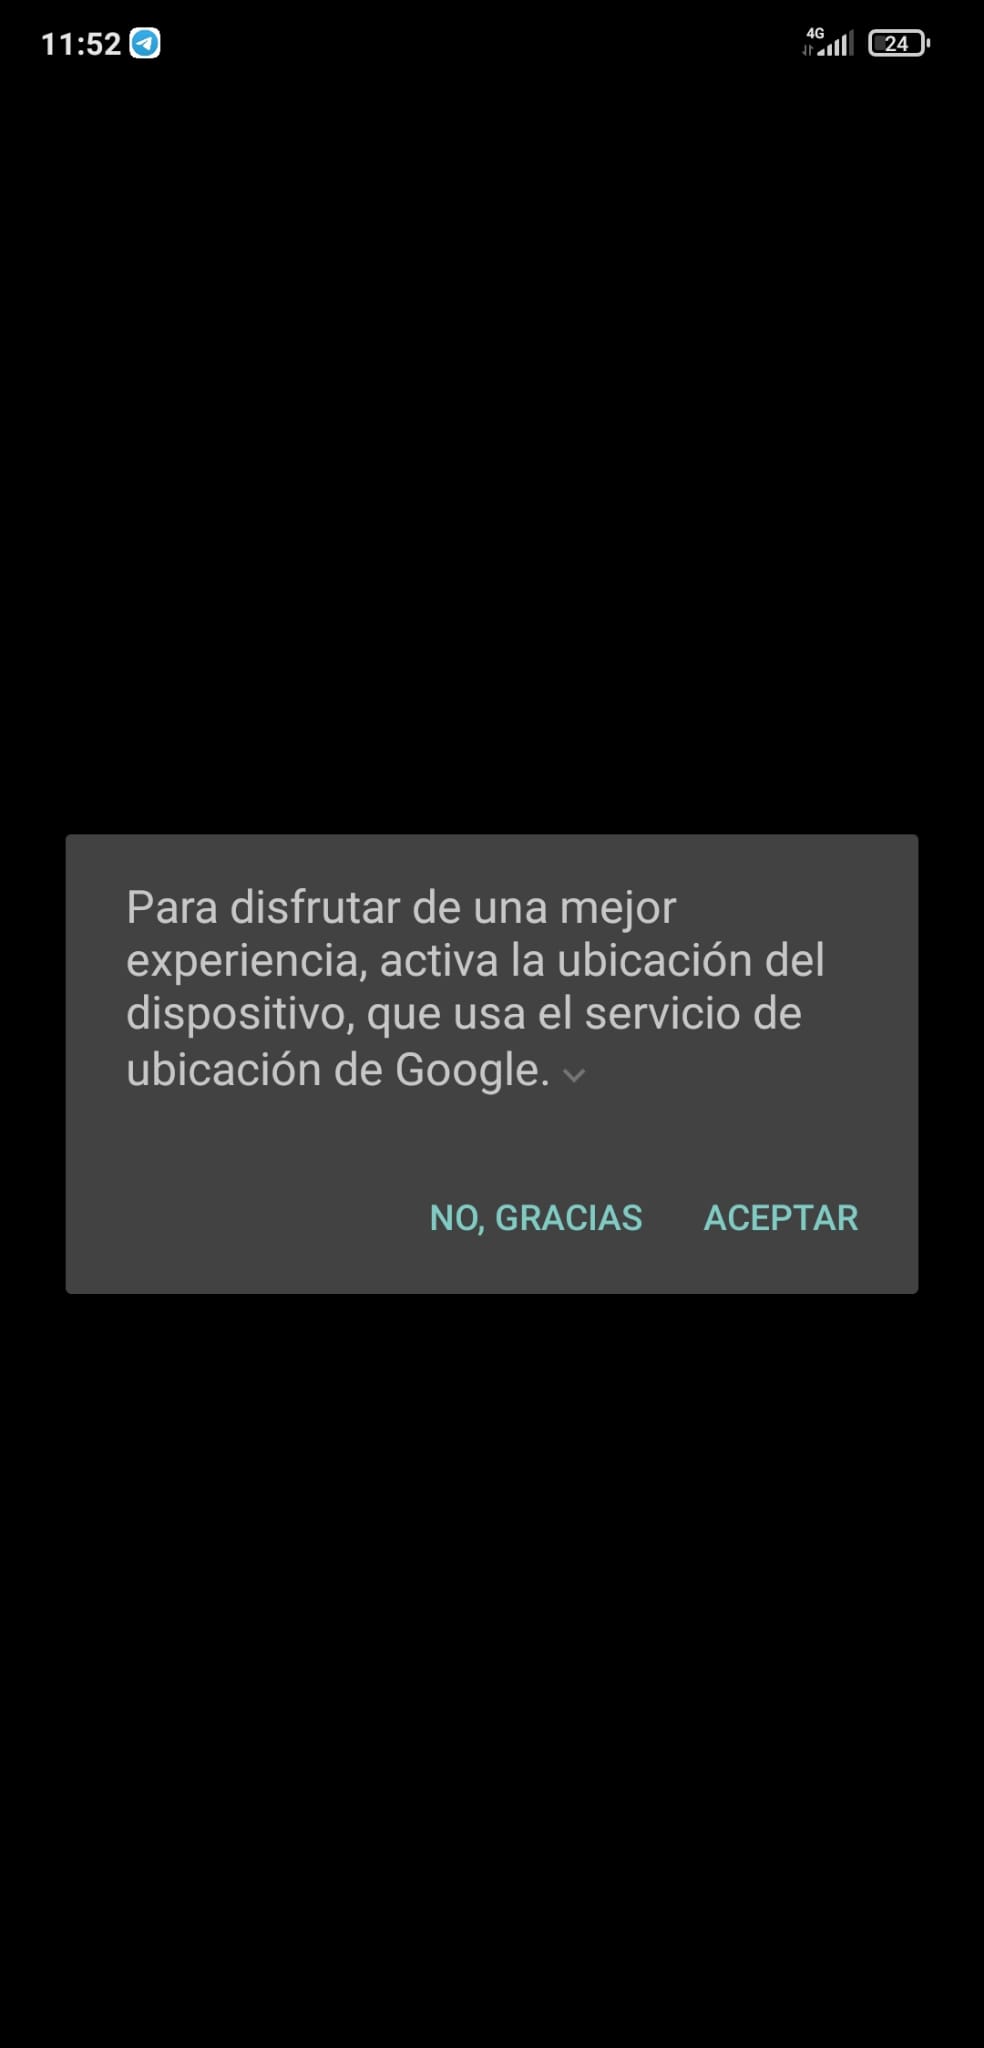 11:52
4G
24
Para disfrutar de una mejor
experiencia, activa la ubicación del
dispositivo, que usa el servicio de
ubicación de Google.
NO, GRACIAS ACEPTAR